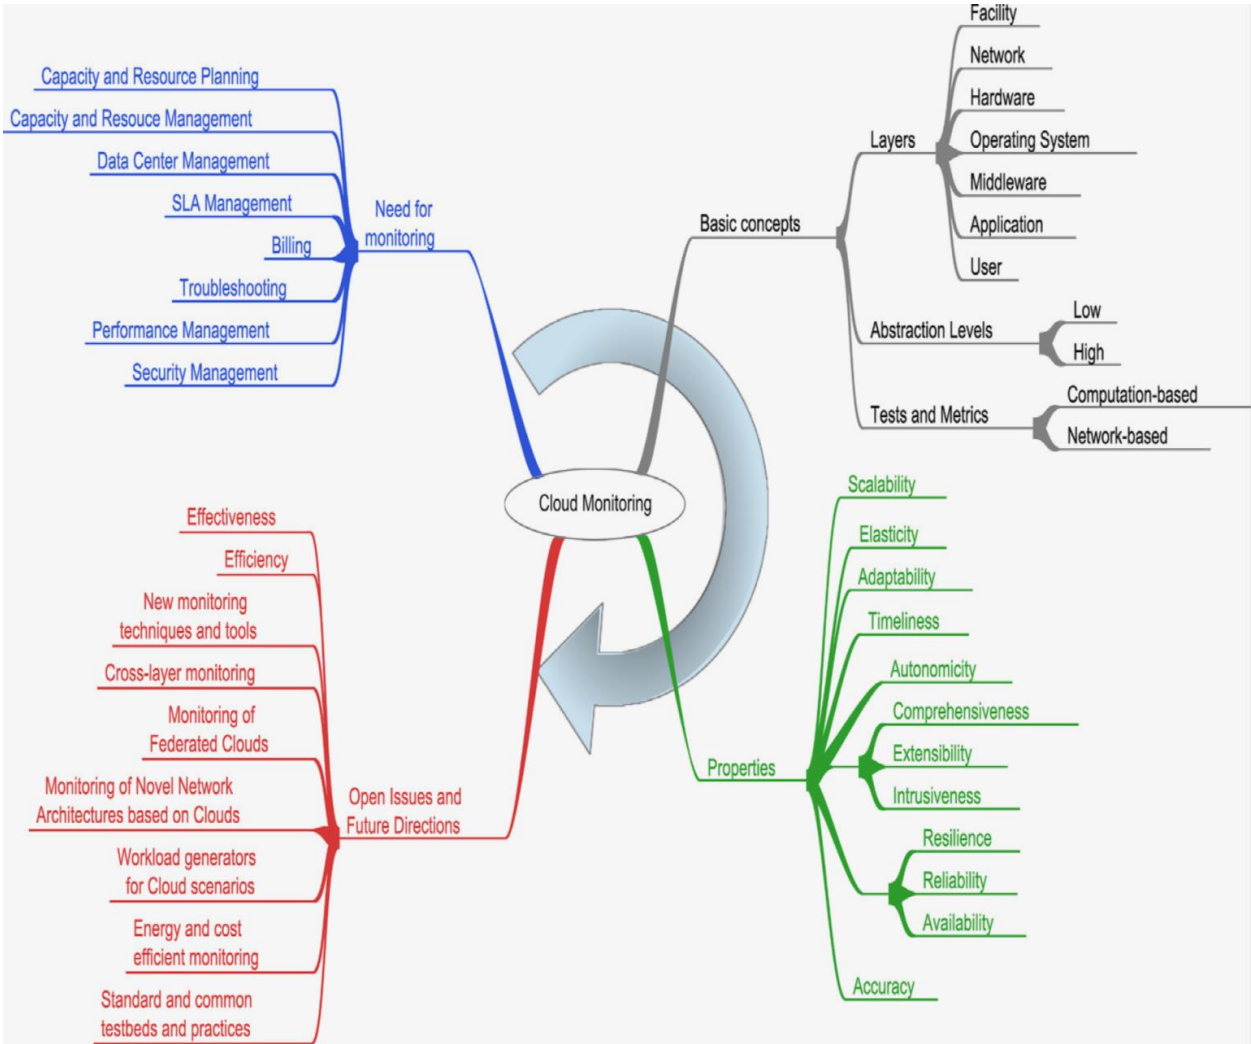 Capacity and Resource Planning
Capacity and Resouce Management
Data Center Management
SLA Management
Billing
Troubleshooting
Performance Management
Security Management
Need for
monitoring
Basic concepts
Layers
Facility
Network
Hardware
Operating System
Middleware
Application
User
Abstraction Levels
Low
High
Tests and Metrics
Computation-based
Network-based
Cloud Monitoring
Effectiveness
Efficiency
New monitoring
techniques and tools
Cross-layer monitoring
Monitoring of
Federated Clouds
Monitoring of Novel Network
Architectures based on Clouds
Workload generators
for Cloud scenarios
Energy and cost
efficient monitoring
Standard and common
testbeds and practices
Open Issues and
Future Directions
Properties
Scalability
Elasticity
Adaptability
Timeliness
Autonomicity
Comprehensiveness
Extensibility
Intrusiveness
Resilience
Reliability
Availability
Accuracy